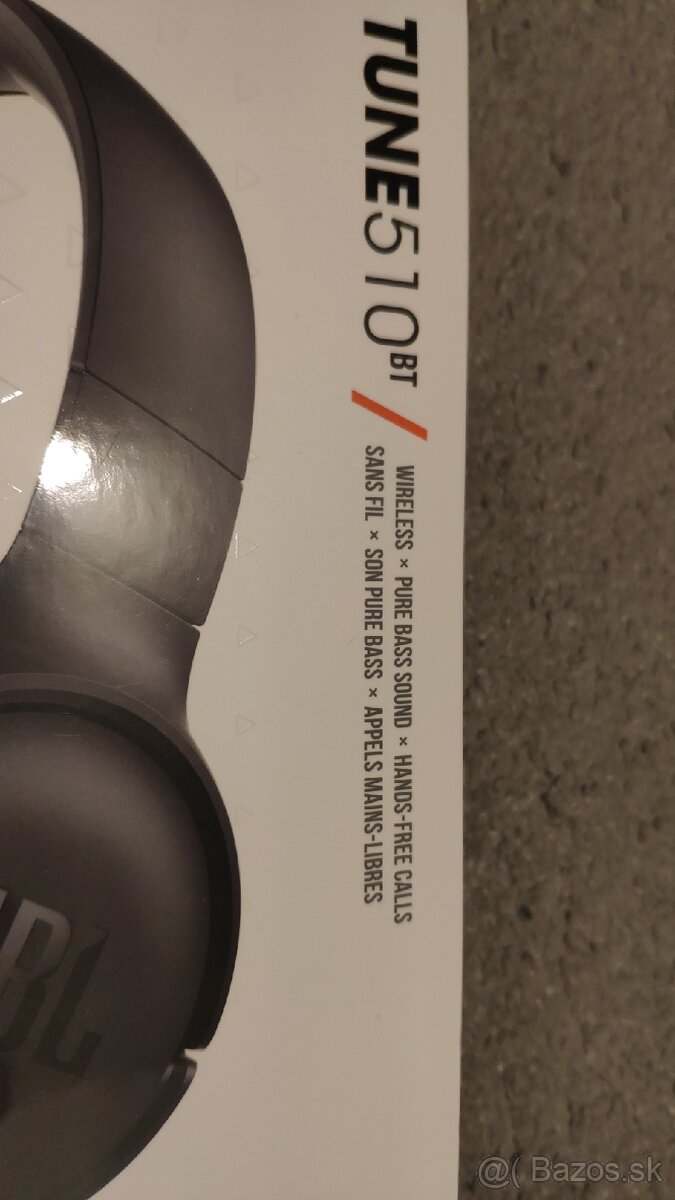 TUNE510BT
WIRELESS × PURE BASS SOUND × HANDS-FREE CALLS
SANS FIL × SON PURE BASS × APPELS MAINS-LIBRES
JBL
@( Bazos.sk